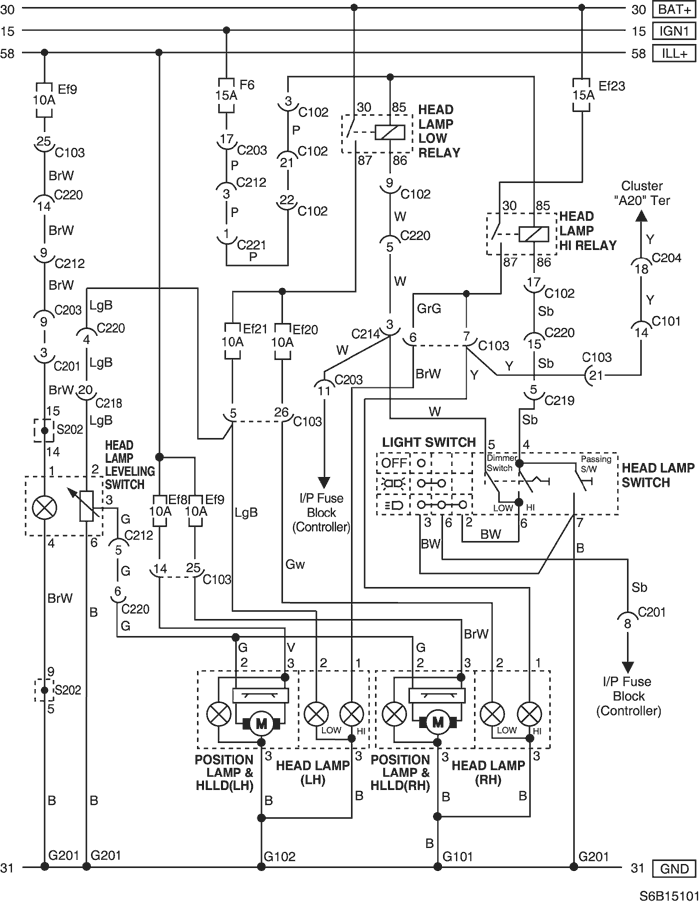 30 30 BAT+
15 15 IGN1
58 58 ILL+
Ef9
10A
F6
15A
Ef23
15A
3
C102
P
30 85
HEAD
LAMP
LOW
RELAY
87 86
25
C103
17
C203
P
21
C102
BrW
C212
3
9
C102
C220
14
22
C102
P
W
BrW
1
C221
P
5
C220
9
C212
W
BrW
Cluster
"A20" Ter
30 85
HEAD
LAMP
HI RELAY
87 86
Y
C204
18
17
C102
Y
Sb
C101
14
C220
15
Sb
C203
9
LgB
C220
4
LgB
3
C201
BrW
20
C218
LgB
Ef21
10A
Ef20
10A
C214
3
GrG
6 7
C103
W
C203
11
BrW
Y
Y
C103
21
5
C219
Sb
W
5 26
C103
15
S202
14
HEAD
LAMP
LEVELING
SWITCH
1 2
3
4 6
G
C212
5
G
6
C220
G
Ef8
10A
Ef9
10A
14 25
C103
LgB
Gw
I/P Fuse
Block
(Controller)
LIGHT SWITCH
OFF
3 6 2
BW
BW
5 4
Dimmer
Switch
Passing
S/W
LOW HI
6 7
HEAD LAMP
SWITCH
B
Sb
C201
8
I/P Fuse
Block
(Controller)
BrW
B
9
S202
5
G V
2 3 2 1
M
LOW HI
3 3
POSITION
LAMP &
HLLD(LH)
HEAD LAMP
(LH)
G BrW
2 3 2 1
M
LOW HI
3 3
POSITION
LAMP &
HLLD(RH)
HEAD LAMP
(RH)
B B B B B B
B
31 G201 G201 G102 G101 G201 31 GND
S6B15101